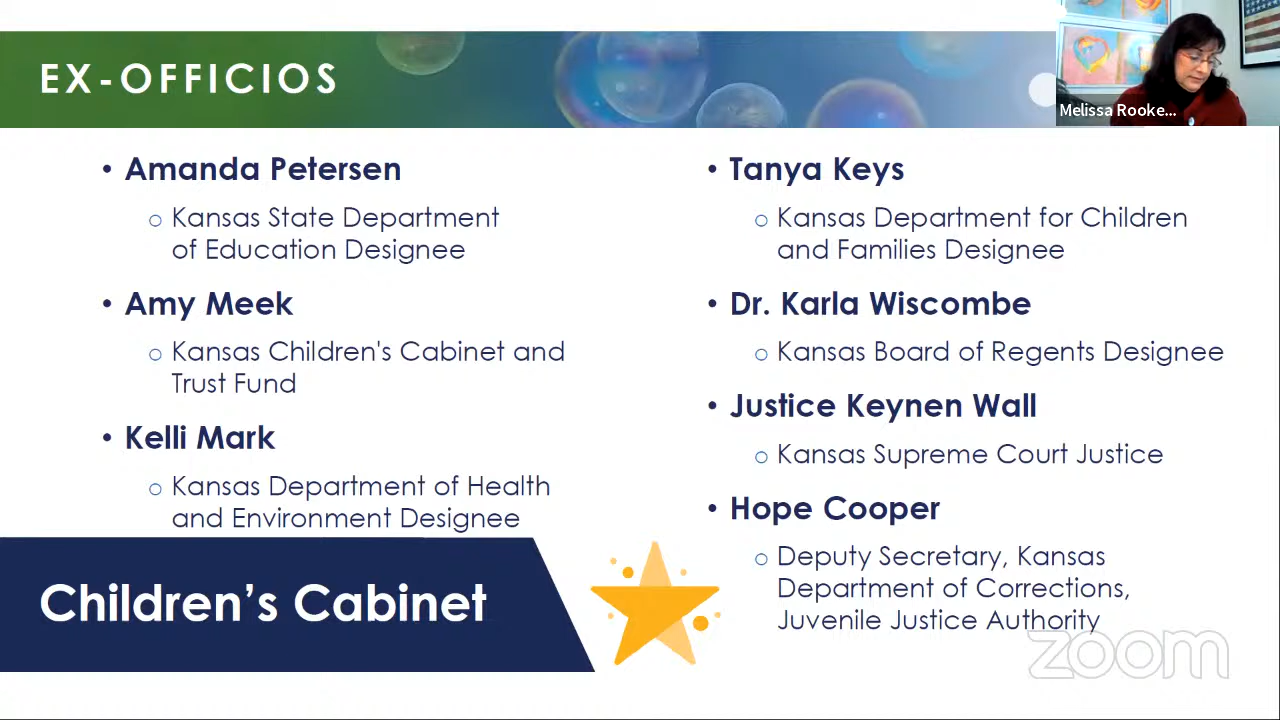 EX-OFFICIOS
Melissa Rooke...
• Amanda Petersen
○ Kansas State Department
of Education Designee
• Amy Meek
○ Kansas Children's Cabinet and
Trust Fund
• Kelli Mark
○ Kansas Department of Health
and Environment Designee
• Tanya Keys
○ Kansas Department for Children
and Families Designee
• Dr. Karla Wiscombe
○ Kansas Board of Regents Designee
• Justice Keynen Wall
○ Kansas Supreme Court Justice
• Hope Cooper
○ Deputy Secretary, Kansas
Department of Corrections,
Juvenile Justice Authority
Children’s Cabinet
zoom